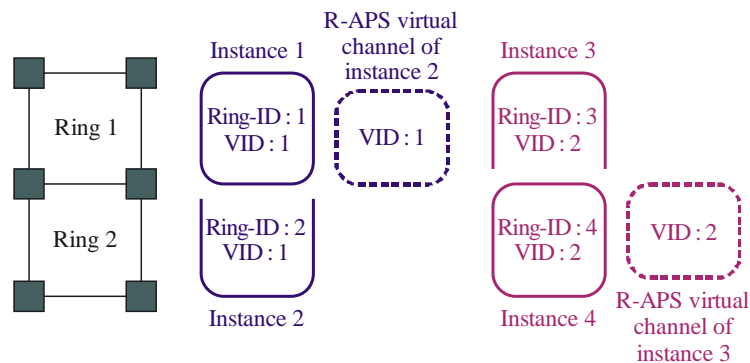 Ring 1
Ring 2
Instance 1
Ring-ID : 1
VID : 1
R-APS virtual
channel of
instance 2
VID : 1
Ring-ID : 2
VID : 1
Instance 2
Instance 3
Ring-ID : 3
VID : 2
Ring-ID : 4
VID : 2
Instance 4
VID : 2
R-APS virtual
channel of
instance 3